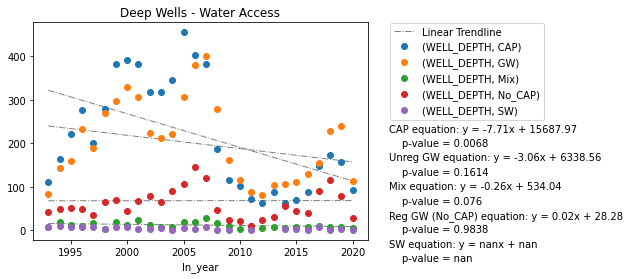 Deep Wells - Water Access
400
300
200
100
0
1995 2000 2005 2010 2015 2020
In_year
Linear Trendline
(WELL_DEPTH, CAP)
(WELL_DEPTH, GW)
(WELL_DEPTH, Mix)
(WELL_DEPTH, No_CAP)
(WELL_DEPTH, SW)
CAP equation: y = -7.71x + 15687.97
p-value = 0.0068
Unreg GW equation: y = -3.06x + 6338.56
p-value = 0.1614
Mix equation: y = -0.26x + 534.04
p-value = 0.076
Reg GW (No_CAP) equation: y = 0.02x + 28.28
p-value = 0.9838
SW equation: y = nanx + nan
p-value = nan